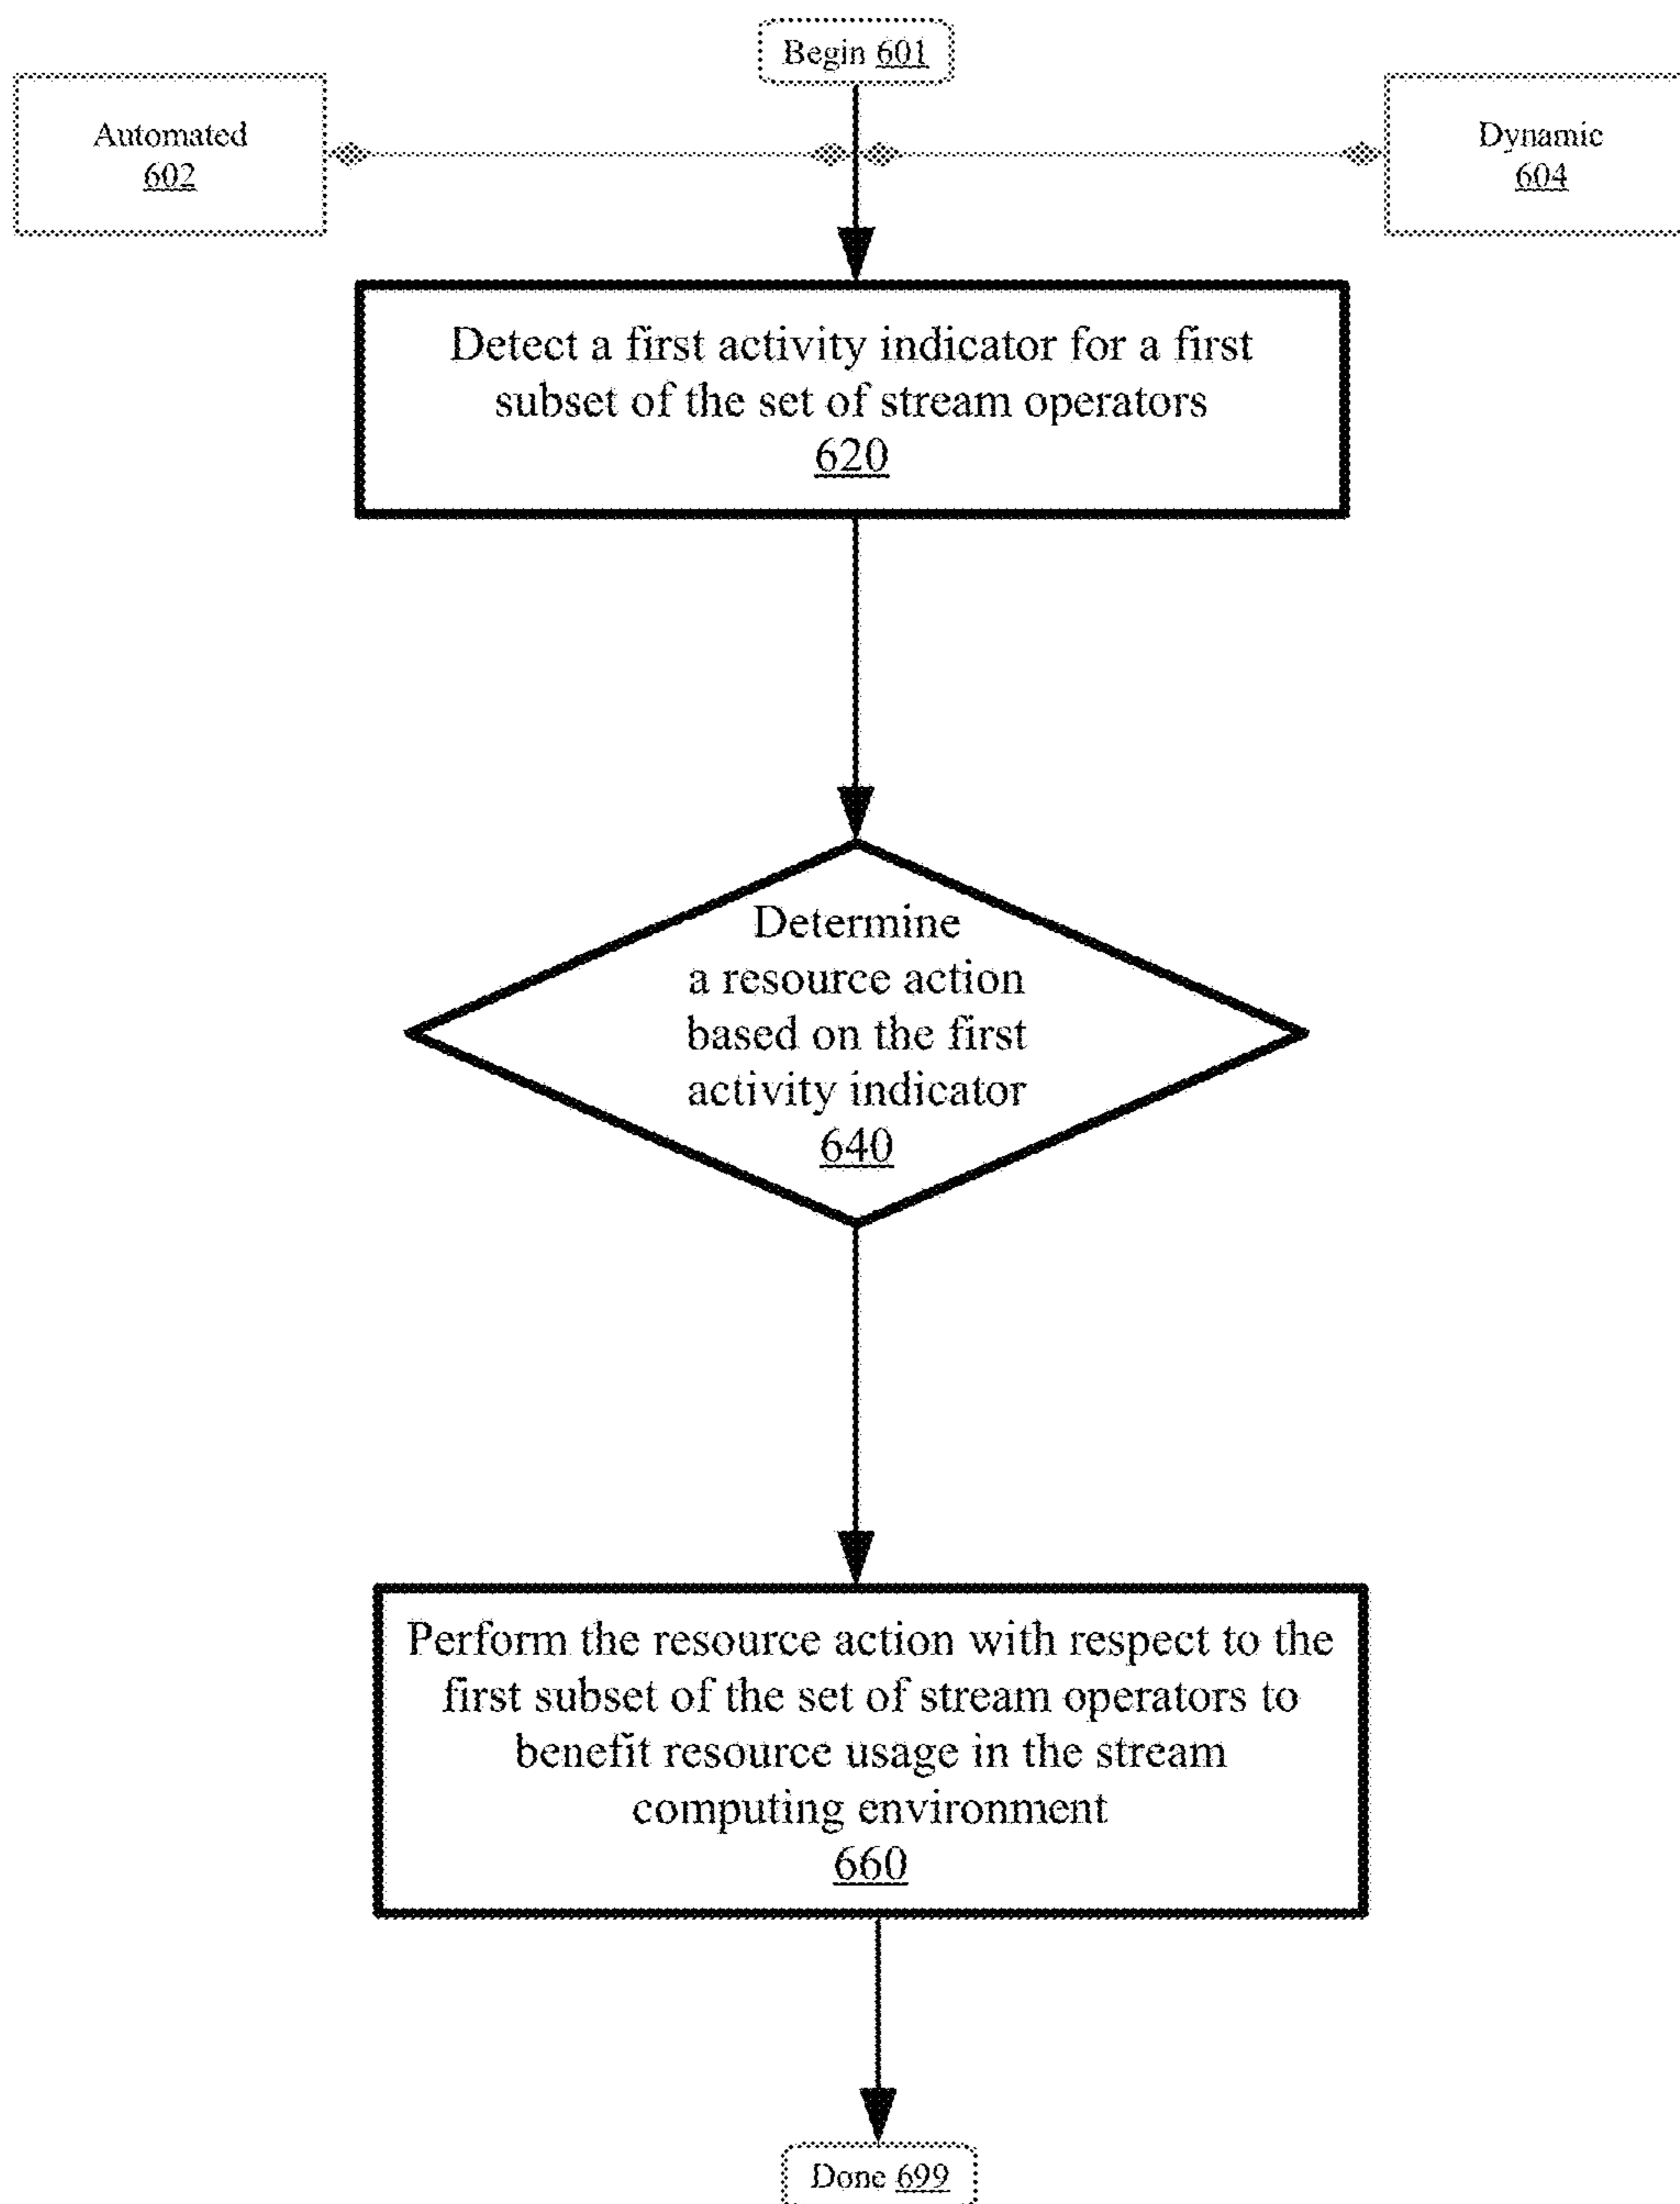 Begin 601
Automated
602
Dynamic
604
Detect a first activity indicator for a first
subset of the set of stream operators
620
Determine
a resource action
based on the first
activity indicator
640
Perform the resource action with respect to the
first subset of the set of stream operators to
benefit resource usage in the stream
computing environment
660
Done 699